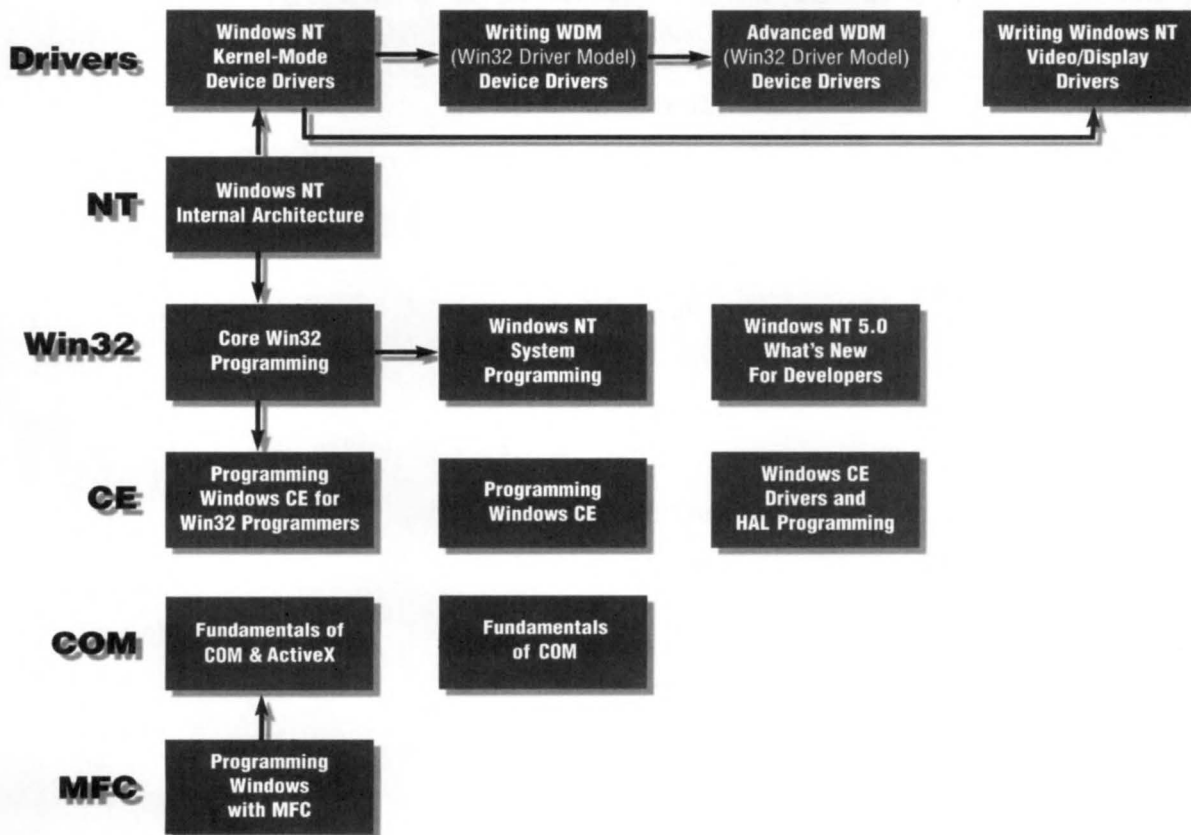 Drivers
Windows NT
Kernel-Mode
Device Drivers
Writing WDM
(Win32 Driver Model)
Device Drivers
Advanced WDM
(Win32 Driver Model)
Device Drivers
Writing Windows NT
Video/Display
Drivers
NT
Windows NT
Internal Architecture
Win32
Core Win32
Programming
Windows NT
System
Programming
Windows NT 5.0
What's New
For Developers
CE
Programming
Windows CE for
Win32 Programmers
Programming
Windows CE
Windows CE
Drivers and
HAL Programming
COM
Fundamentals of
COM & ActiveX
Fundamentals
of COM
MFC
Programming
Windows
with MFC